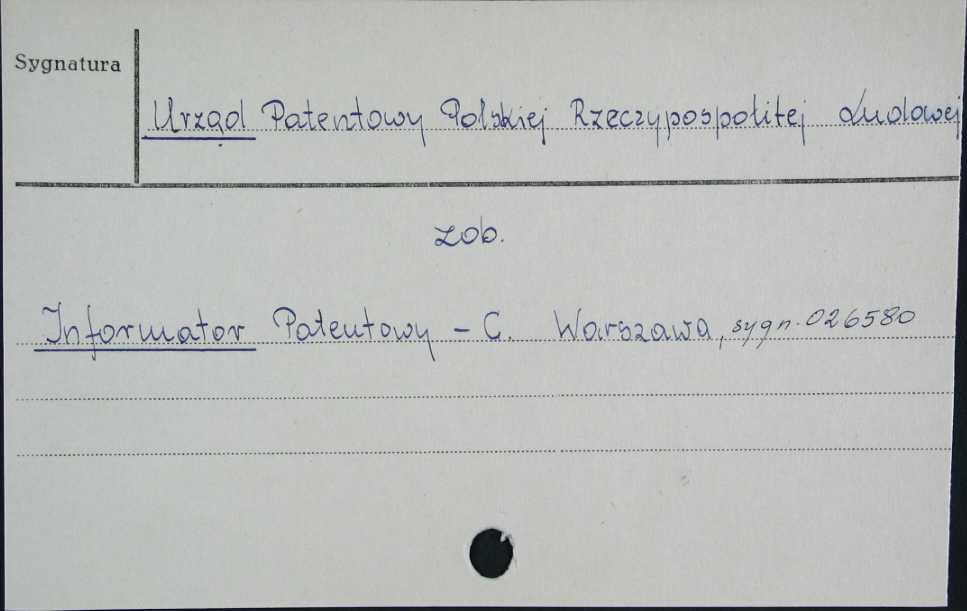 Sygnatura
Urząd Patentowy Polskiej Rzeczypospolitej Ludowej
zob.
Informator Patentowy - C. Warszawa, sygn. 026580